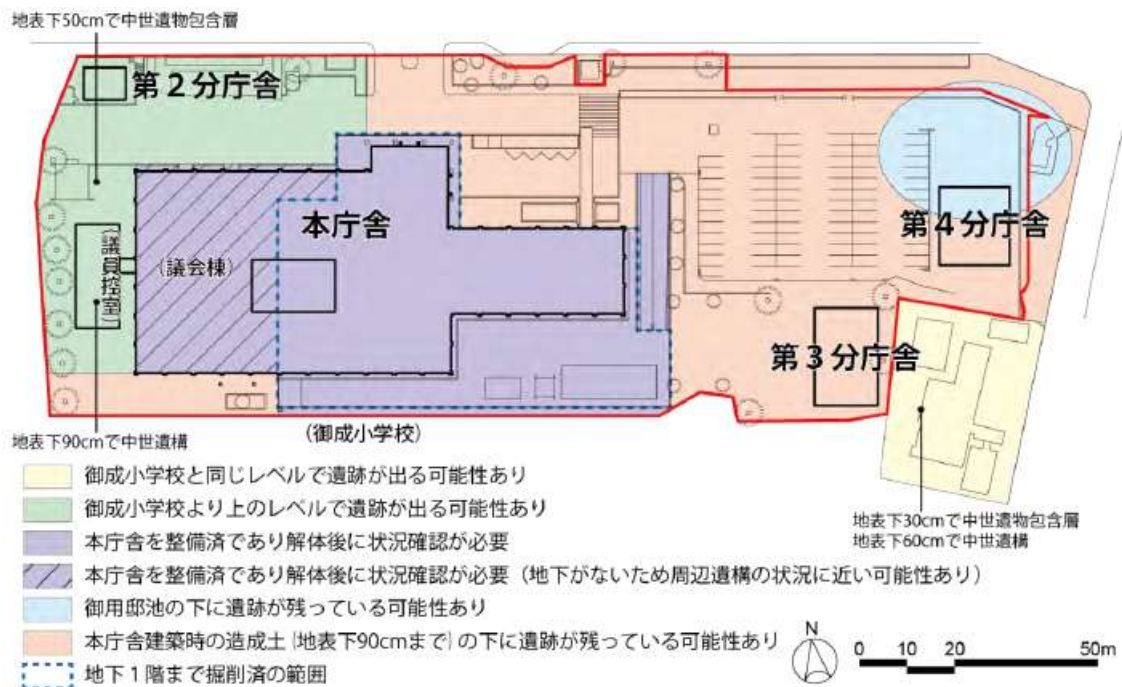 地表下50cmで中世遺物包含層
第2分庁舎
本庁舎
(議会棟)
(議員控室)
第4分庁舎
第3分庁舎
(御成小学校)
地表下90cmで中世遺構
御成小学校と同じレベルで遺跡が出る可能性あり
御成小学校より上のレベルで遺跡が出る可能性あり
本庁舎を整備済であり解体後に状況確認が必要
本庁舎を整備済であり解体後に状況確認が必要（地下がないため周辺遺構の状況に近い可能性あり）
御用邸池の下に遺跡が残っている可能性あり
本庁舎建築時の造成土(地表下90cmまで)の下に遺跡が残っている可能性あり
地下1階まで掘削済の範囲
地表下30cmで中世遺物包含層
地表下60cmで中世遺構
N
0 10 20 50m